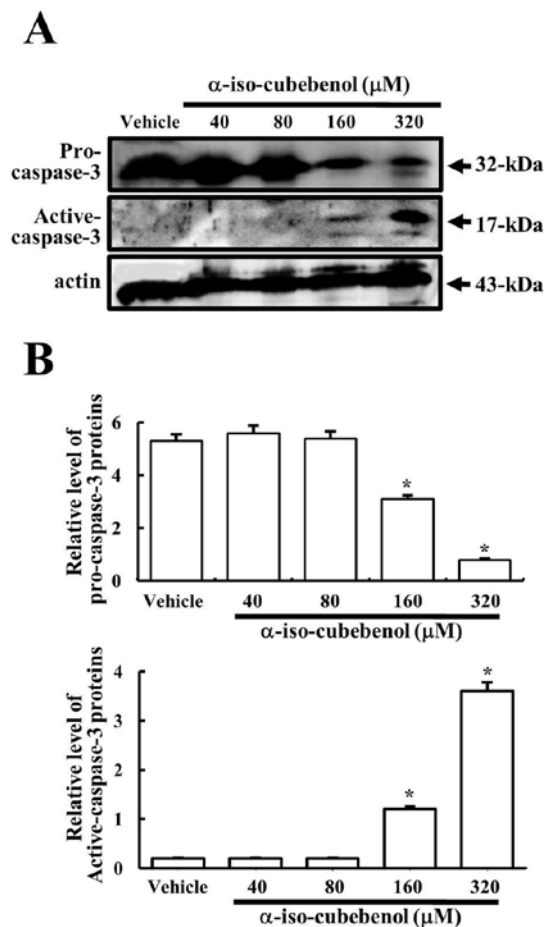 A
α-iso-cubebenol (μM)
Vehicle 40 80 160 320
Pro-
caspase-3
32-kDa
Active-
caspase-3
17-kDa
actin
43-kDa
B
Relative level of
pro-caspase-3 proteins
6
4
2
0
*
*
Vehicle 40 80 160 320
α-iso-cubebenol (μM)
Relative level of
Active-caspase-3 proteins
4
3
2
1
0
*
*
Vehicle 40 80 160 320
α-iso-cubebenol (μM)